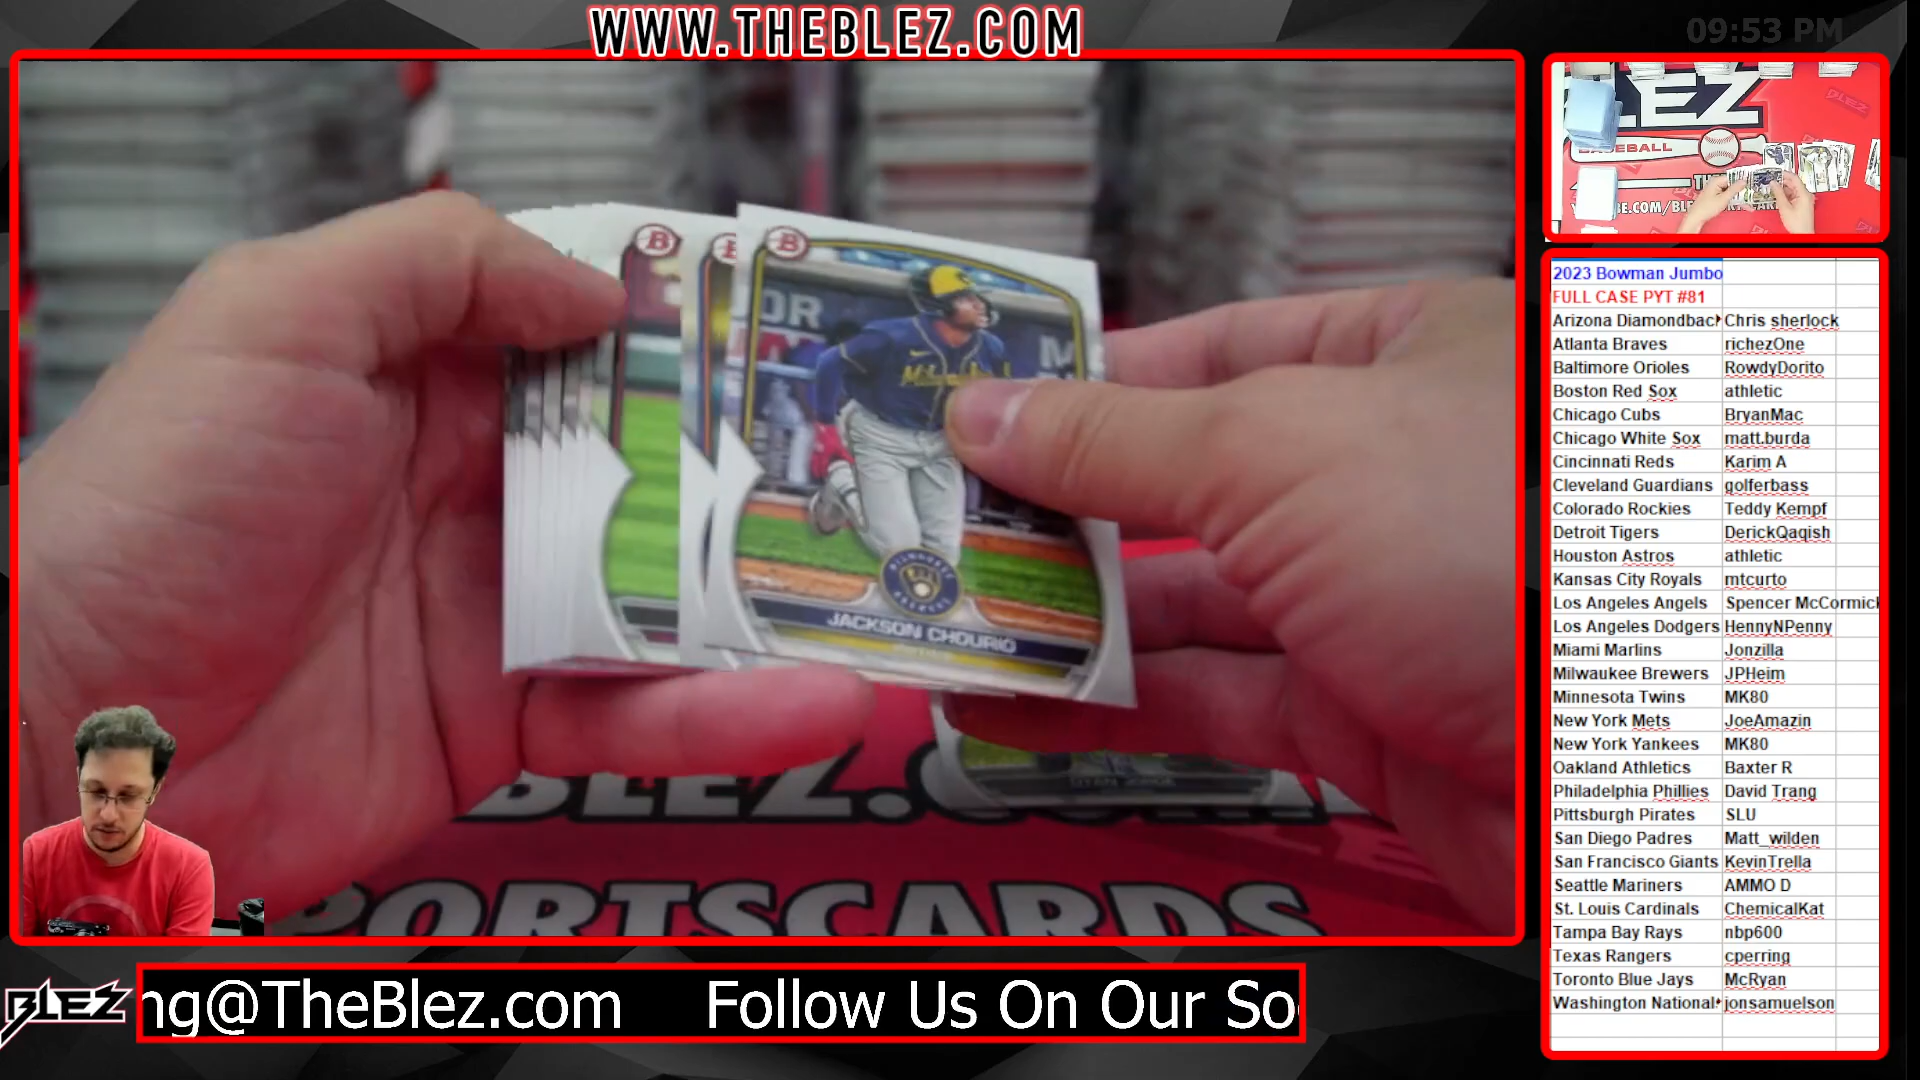 WWW.THEBLEZ.COM
09:53 PM
JACKSON CHOURIO
BLEZ.COM
SPORTSCARDS
BLEZ
BASEBALL
2023 Bowman Jumbo
FULL CASE PYT #81
Arizona Diamondbac Chris sherlock
Atlanta Braves richezOne
Baltimore Orioles RowdyDorito
Boston Red Sox athletic
Chicago Cubs BryanMac
Chicago White Sox matt.burda
Cincinnati Reds Karim A
Cleveland Guardians golferbass
Colorado Rockies Teddy Kempf
Detroit Tigers DerickQaqish
Houston Astros athletic
Kansas City Royals mtcurto
Los Angeles Angels Spencer McCormick
Los Angeles Dodgers HennyNPenny
Miami Marlins Jonzilla
Milwaukee Brewers JPHeim
Minnesota Twins MK80
New York Mets JoeAmazin
New York Yankees MK80
Oakland Athletics Baxter R
Philadelphia Phillies David Trang
Pittsburgh Pirates SLU
San Diego Padres Matt_wilden
San Francisco Giants KevinTrella
Seattle Mariners AMMO D
St. Louis Cardinals ChemicalKat
Tampa Bay Rays nbp600
Texas Rangers cperring
Toronto Blue Jays McRyan
Washington National jonsamuelson
BLEZ
ng@TheBlez.com Follow Us On Our So